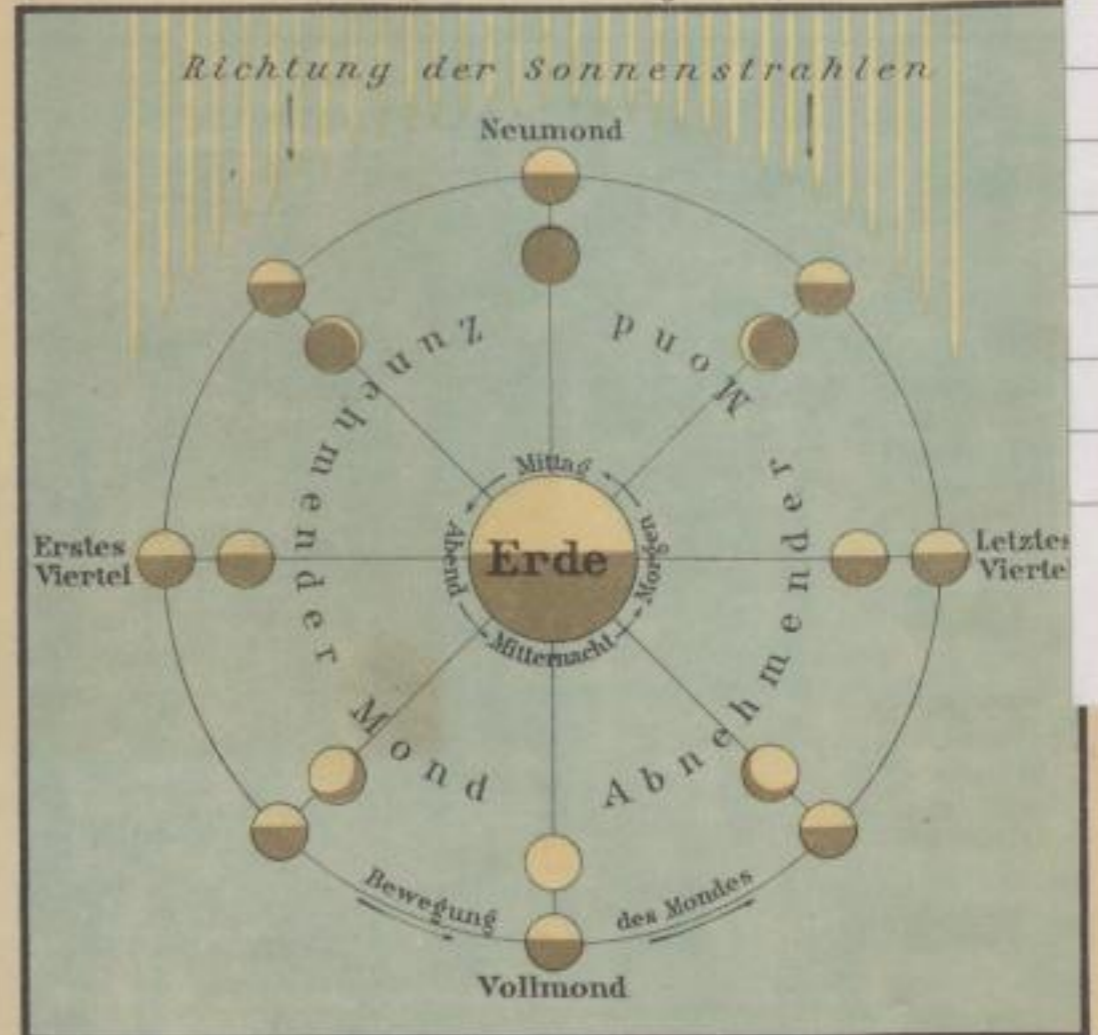 Richtung der Sonnenstrahlen
Neumond
Zunehmender Mond
Abnehmender Mond
Mittag
Abend
Erde
Morgen
Mitternacht
Erstes
Viertel
Letztes
Viertel
Bewegung des Mondes
Vollmond